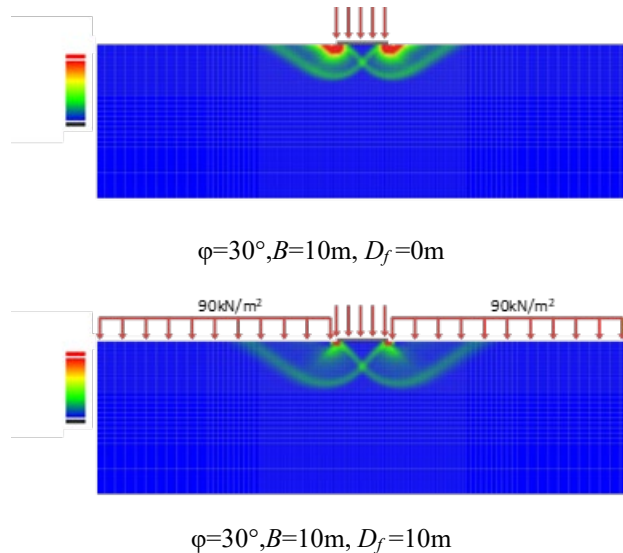 φ=30°,B=10m, Df=0m
90kN/m² 90kN/m²
φ=30°,B=10m, Df=10m